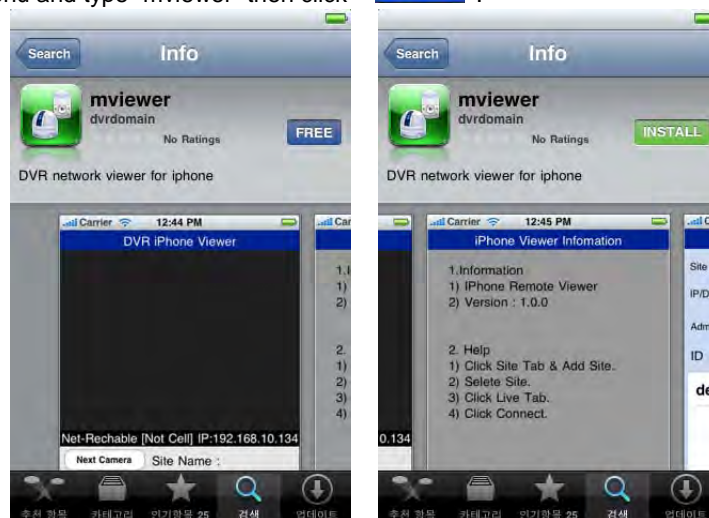 nd and type "mviewer" then click "
".
Search
Info
mviewer
dvrdomain
No Ratings
FREE
DVR network viewer for iphone
Carrier
12:44 PM
DVR iPhone Viewer
Net-Rechable [Not Cell] IP:192.168.10.134
Next Camera
Site Name :
Car
1.I
1)
2)
2.
1)
2)
3)
4)
추천 항목
카테고리
인기항목 25
검색
업데이트
Search
Info
mviewer
dvrdomain
No Ratings
INSTALL
DVR network viewer for iphone
0.134
Carrier
12:45 PM
iPhone Viewer Infomation
1.Information
1) IPhone Remote Viewer
2) Version : 1.0.0
2. Help
1) Click Site Tab & Add Site.
2) Selete Site.
3) Click Live Tab.
4) Click Connect.
Site
IP/D
Adm
ID
de
추천 항목
카테고리
인기항목 25
검색
업데이트